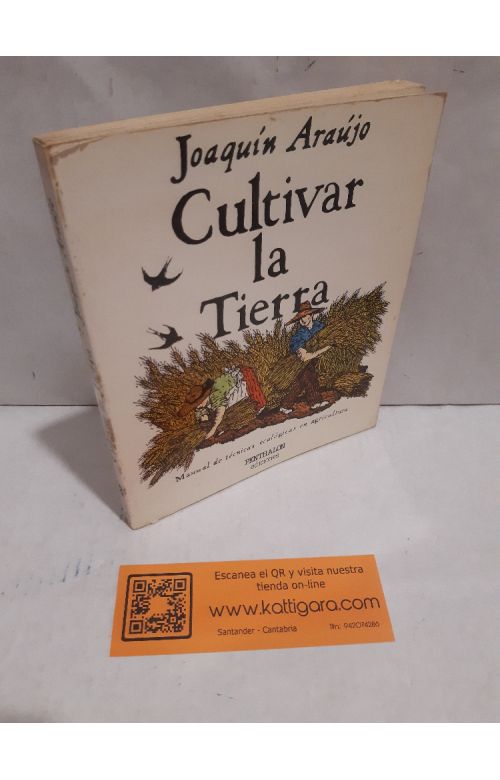 Joaquín Araújo
Cultivar
la
Tierra
Manual de técnicas ecológicas en agricultura
PENTHALON
EDICIONES
Escanea el QR y visita nuestra
tienda on-line
www.kattigara.com
Santander - Cantabria
tfn: 942074286